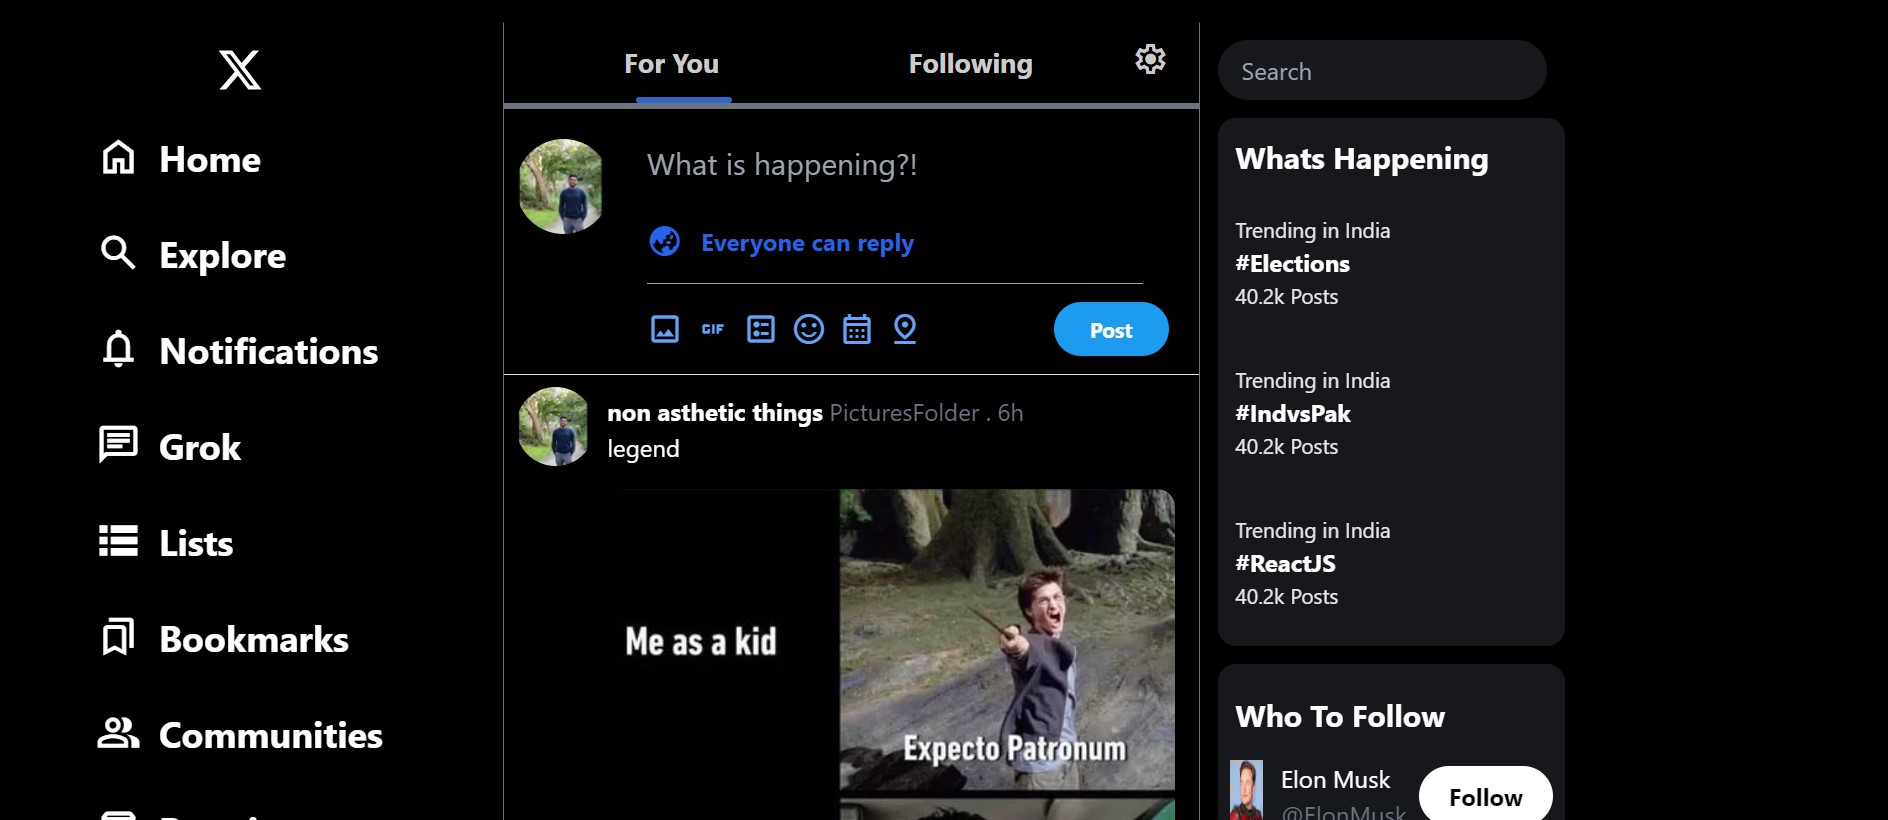 X
Home
Explore
Notifications
Grok
Lists
Bookmarks
Communities
For You
Following
What is happening?!
Everyone can reply
GIF
Post
non asthetic things PicturesFolder . 6h
legend
Me as a kid
Expecto Patronum
Search
Whats Happening
Trending in India
#Elections
40.2k Posts
Trending in India
#IndvsPak
40.2k Posts
Trending in India
#ReactJS
40.2k Posts
Who To Follow
Elon Musk
@ElonMusk
Follow